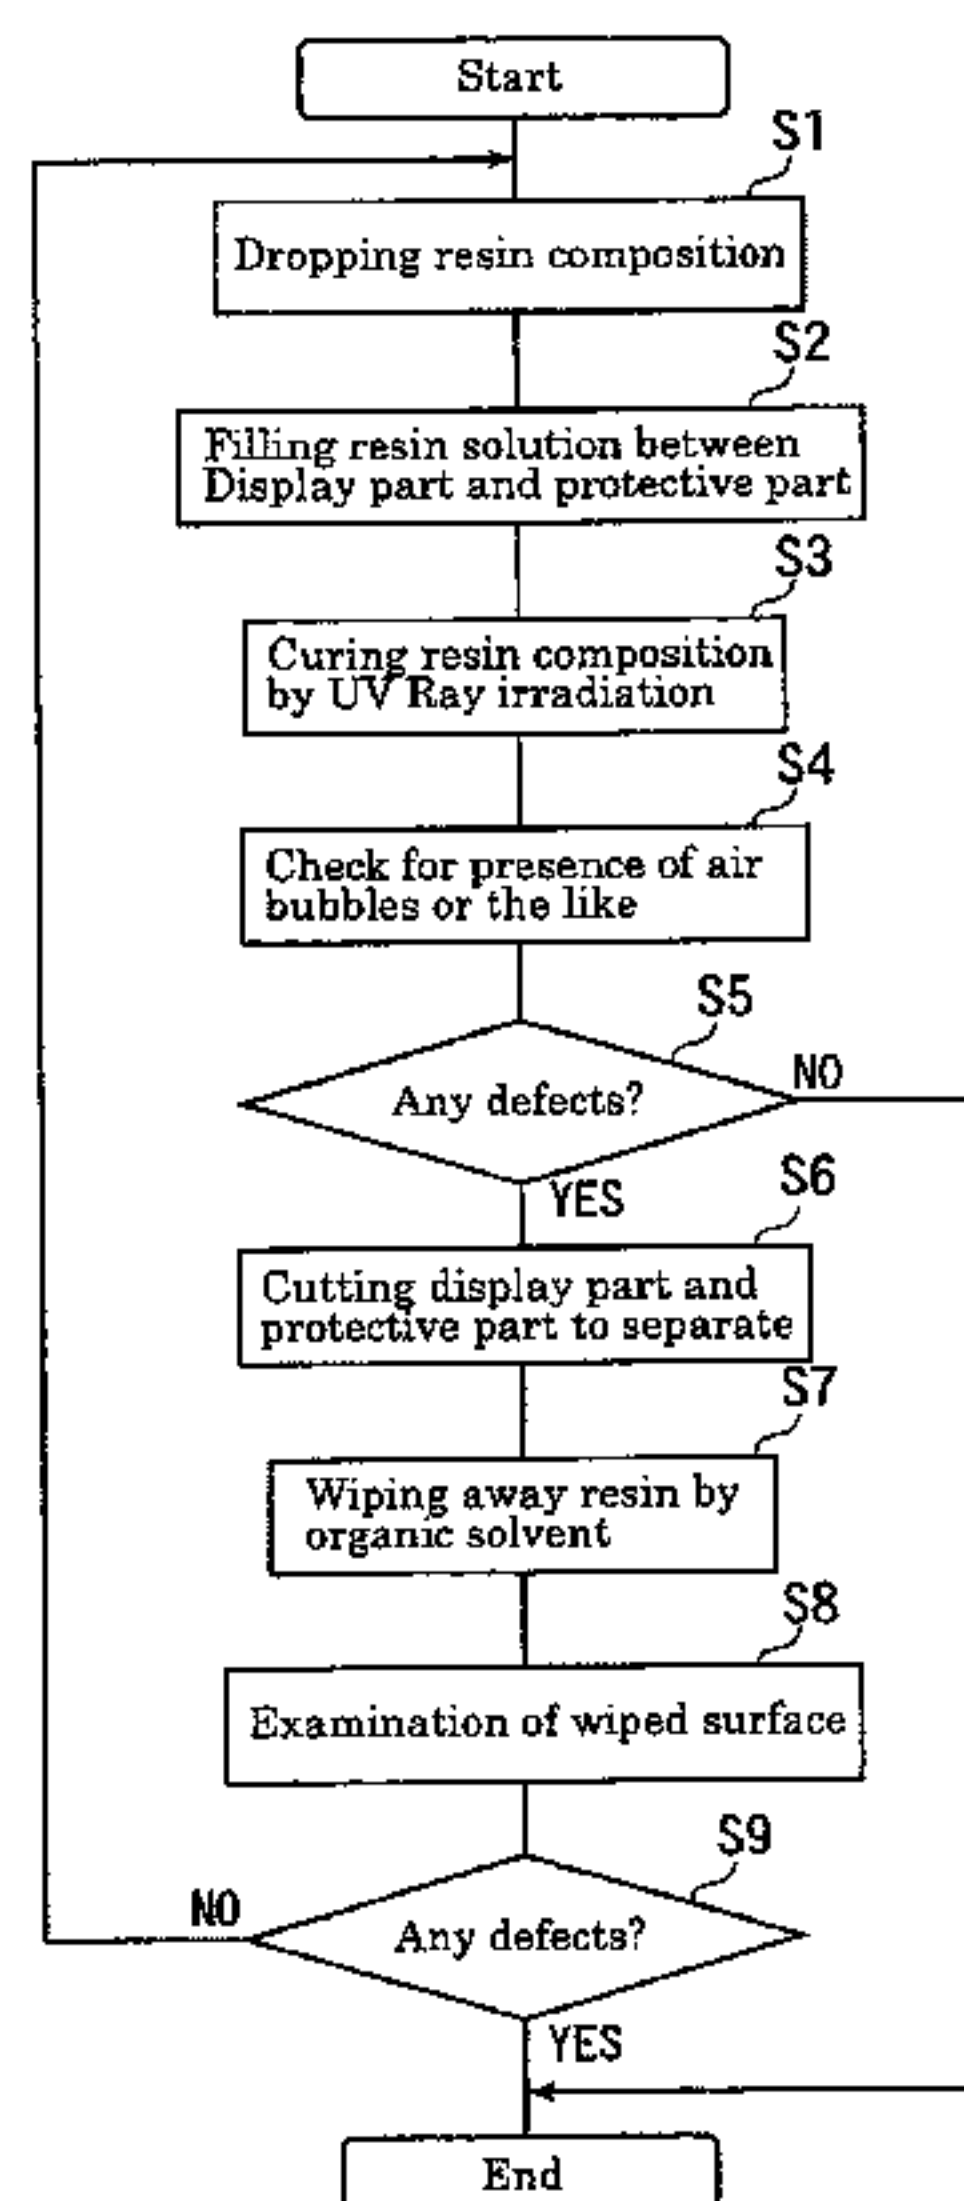 Start
S1
Dropping resin composition
S2
Filling resin solution between
Display part and protective part
S3
Curing resin composition
by UV Ray irradiation
S4
Check for presence of air
bubbles or the like
S5
Any defects?
NO
YES
S6
Cutting display part and
protective part to separate
S7
Wiping away resin by
organic solvent
S8
Examination of wiped surface
S9
NO
Any defects?
YES
End